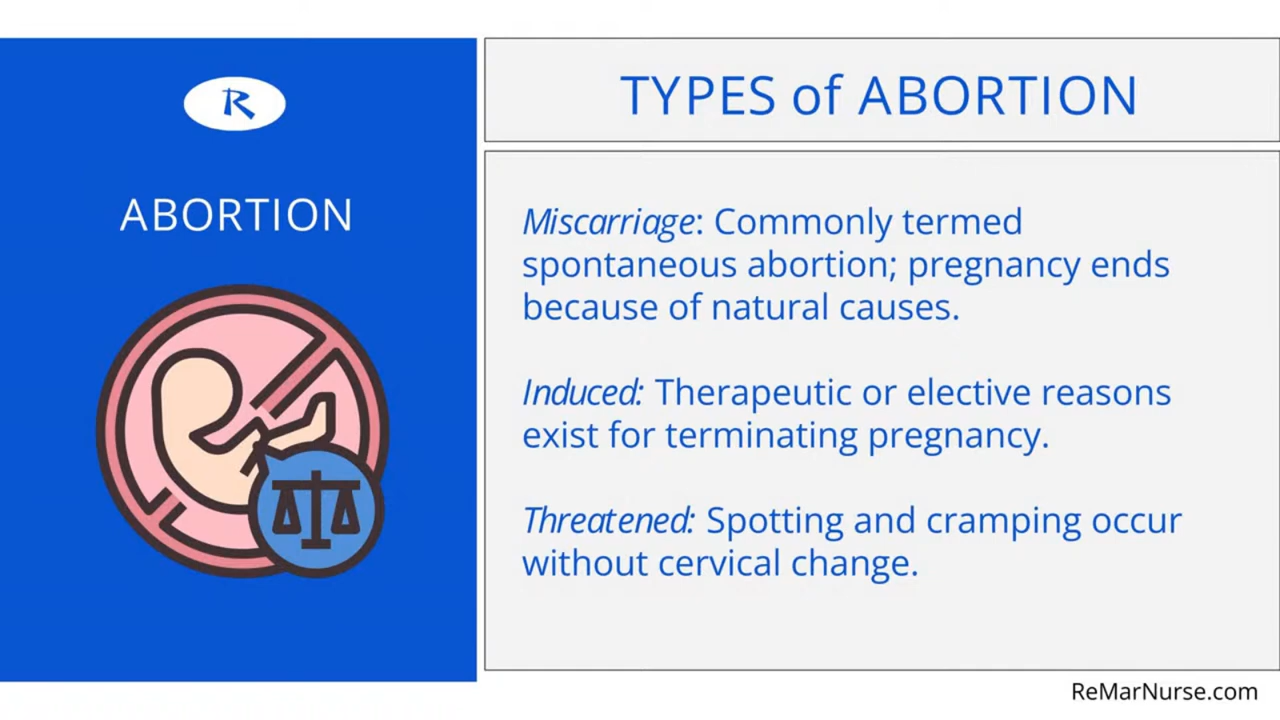 R
ABORTION
TYPES of ABORTION
Miscarriage: Commonly termed
spontaneous abortion; pregnancy ends
because of natural causes.
Induced: Therapeutic or elective reasons
exist for terminating pregnancy.
Threatened: Spotting and cramping occur
without cervical change.
ReMarNurse.com